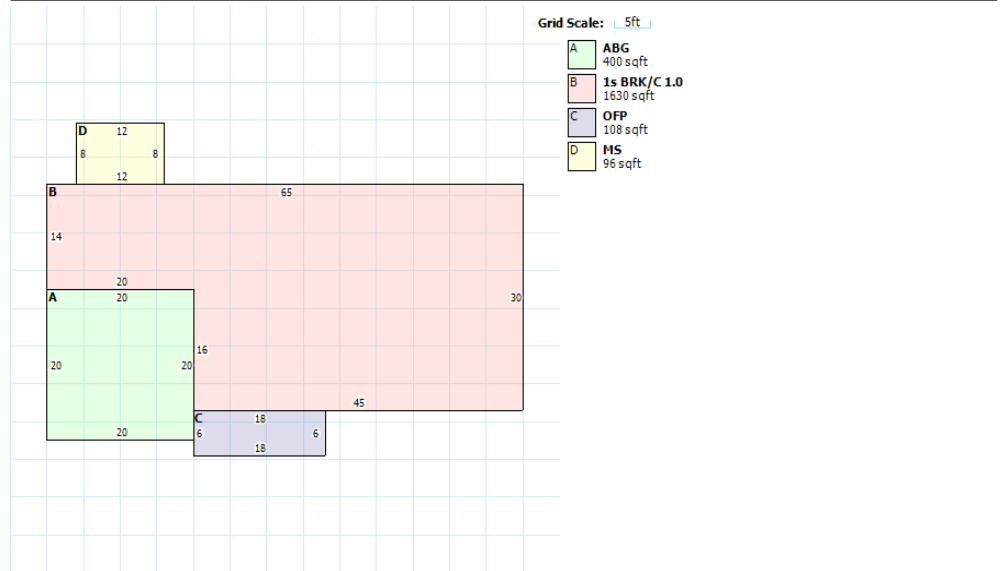 Grid Scale: 5ft
A ABG
400 sqft
B 1s BRK/C 1.0
1630 sqft
C OFP
108 sqft
D MS
96 sqft
D 12
8 8
12
B 65
14
20
A 20
30
16
20 20
45
C 18
20 6 6
18